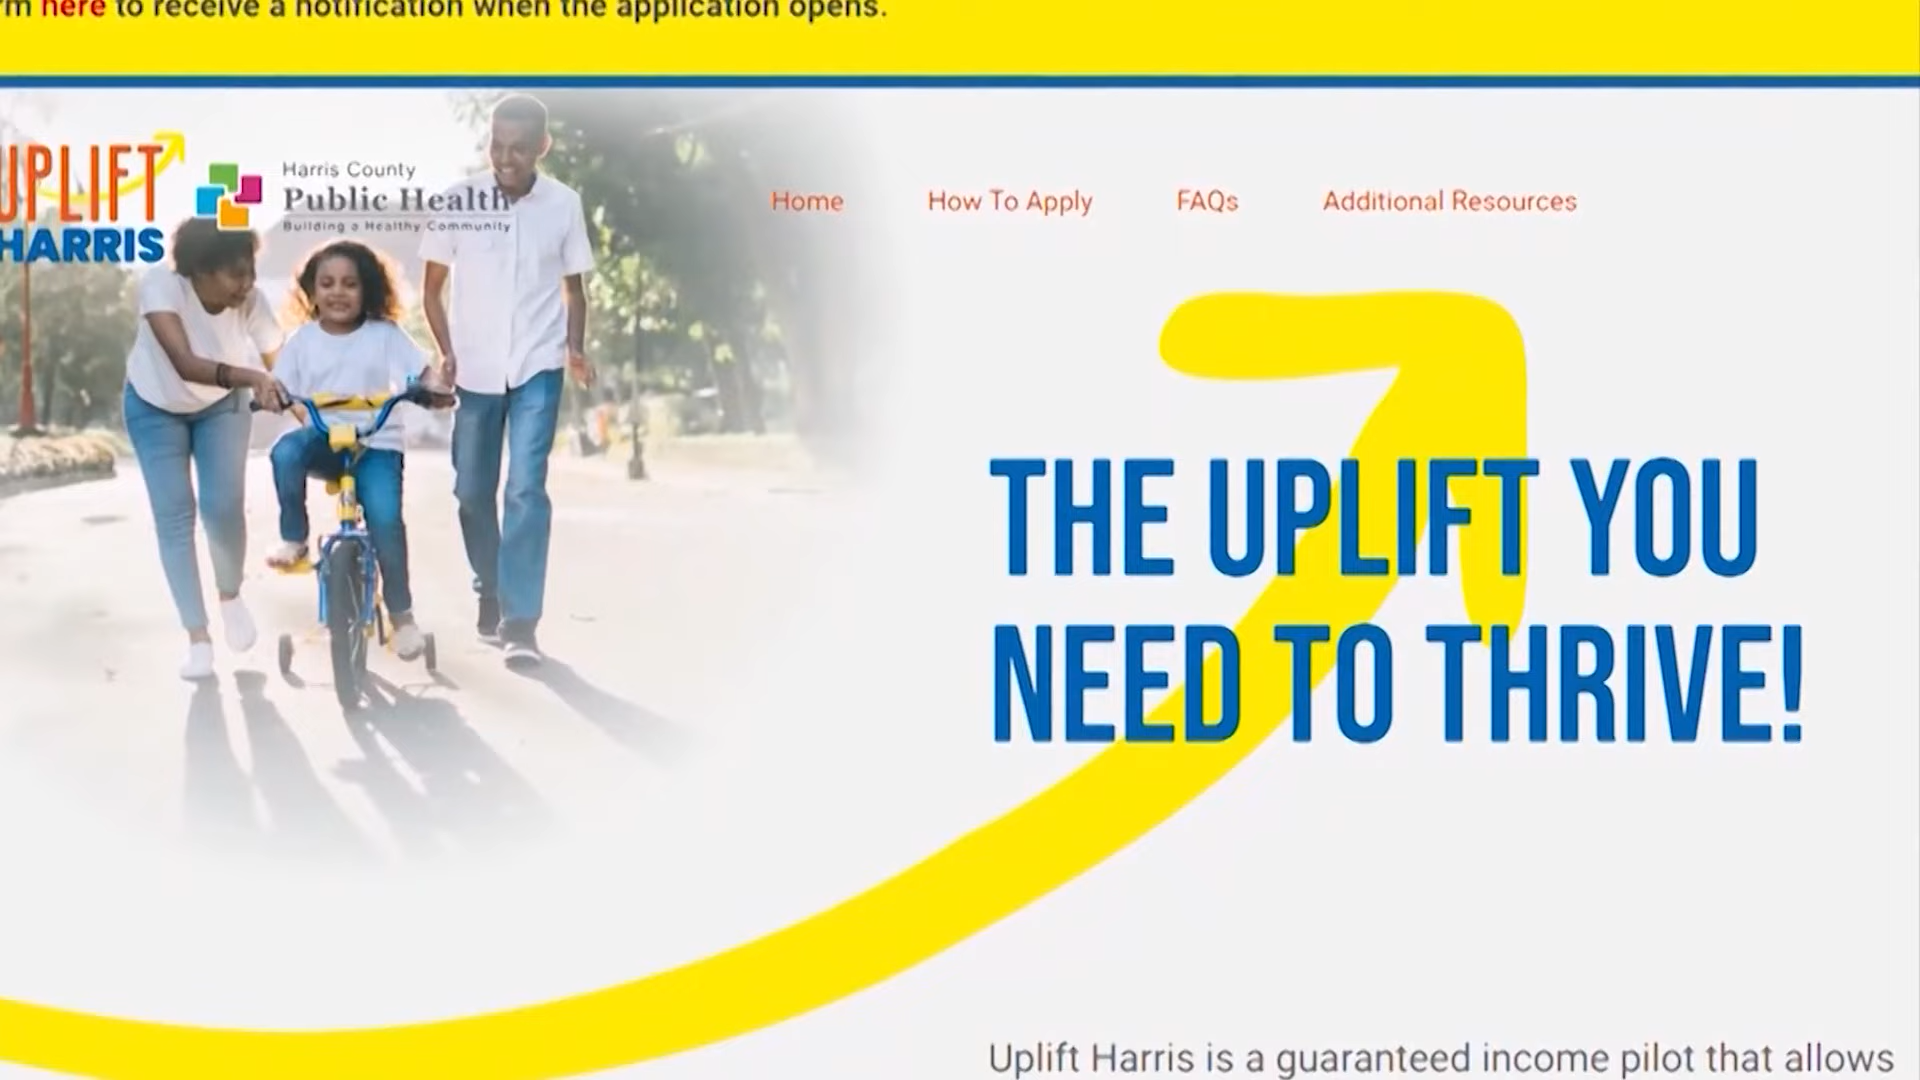 here to receive a notification when the application opens.
UPLIFT
HARRIS
Harris County
Public Health
Building a Healthy Community
Home How To Apply FAQs Additional Resources
THE UPLIFT YOU
NEED TO THRIVE!
Uplift Harris is a guaranteed income pilot that allows